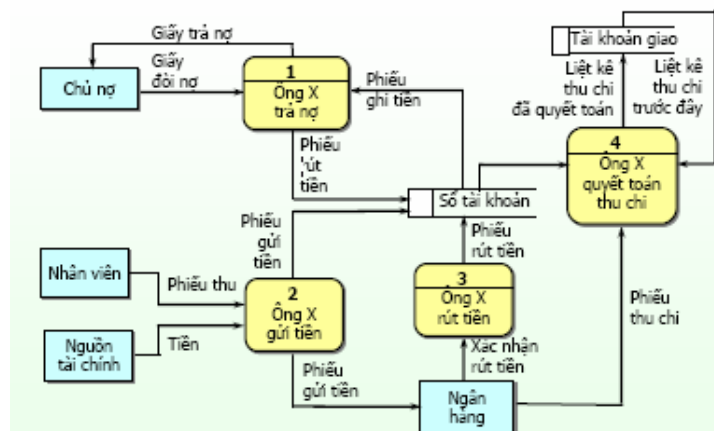 Giấy trả nợ
Chủ nợ
Giấy
đòi nợ
1
Ông X
trả nợ
Phiếu
ghi tiền
Tài khoản giao
Liệt kê
thu chi
đã quyết toán
Liệt kê
thu chi
trước đây
4
Ông X
quyết toán
thu chi
Phiếu
rút
tiền
Sổ tài khoản
Phiếu
gửi
tiền
Phiếu
rút tiền
Nhân viên
Phiếu thu
2
Ông X
gửi tiền
3
Ông X
rút tiền
Phiếu
thu chi
Nguồn
tài chính
Tiền
Phiếu
gửi tiền
Xác nhận
rút tiền
Ngân
hàng